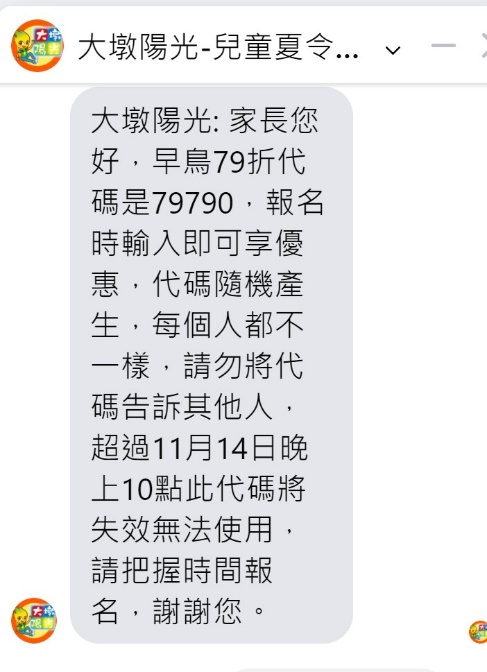 大墩陽光-兒童夏令...
大墩陽光: 家長您
好，早鳥79折代
碼是79790，報名
時輸入即可享優
惠，代碼隨機產
生，每個人都不
一樣，請勿將代
碼告訴其他人，
超過11月14日晚
上10點此代碼將
失效無法使用，
請把握時間報
名，謝謝您。